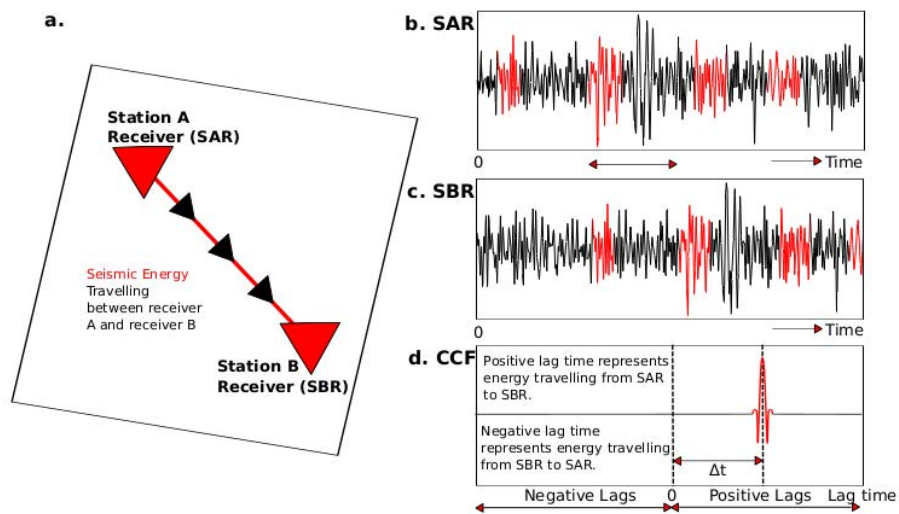 a.
Station A
Receiver (SAR)
Seismic Energy
Travelling
between receiver
A and receiver B
Station B
Receiver (SBR)
b. SAR
0
Time
c. SBR
0
Time
d. CCF
Positive lag time represents
energy travelling from SAR
to SBR.
Negative lag time
represents energy travelling
from SBR to SAR.
Δt
Negative Lags 0 Positive Lags Lag time